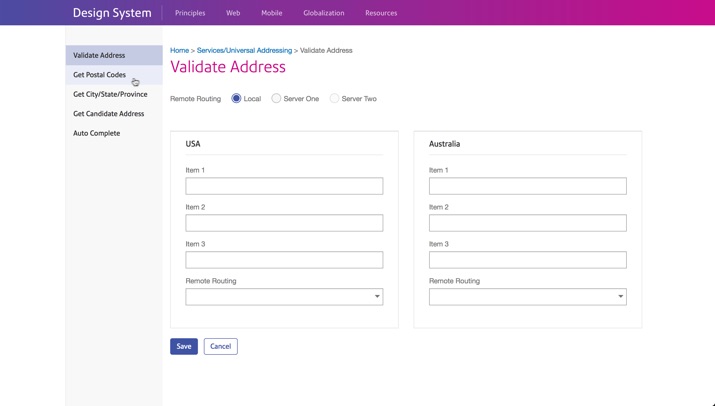 Design System Principles Web Mobile Globalization Resources
Validate Address
Get Postal Codes
Get City/State/Province
Get Candidate Address
Auto Complete
Home > Services/Universal Addressing > Validate Address
Validate Address
Remote Routing Local Server One Server Two
USA
Item 1
Item 2
Item 3
Remote Routing
Australia
Item 1
Item 2
Item 3
Remote Routing
Save Cancel